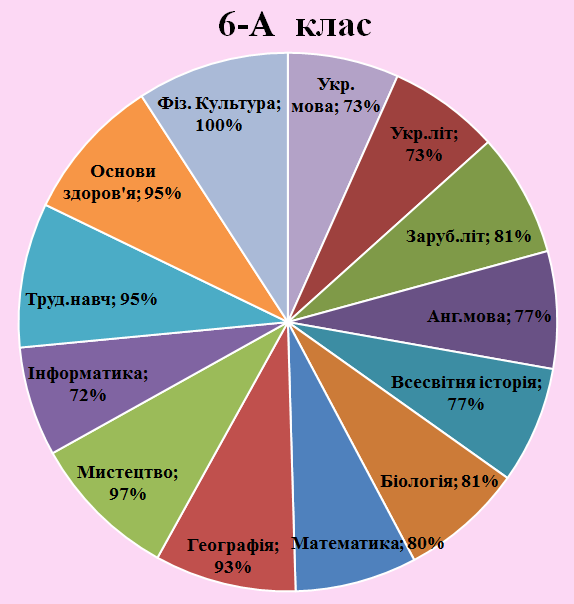 6-А клас
Укр.
мова; 73%
Укр.літ;
73%
Заруб.літ; 81%
Анг.мова; 77%
Всесвітня історія;
77%
Біологія; 81%
Математика; 80%
Географія;
93%
Мистецтво;
97%
Інформатика;
72%
Труд.навч; 95%
Основи
здоров'я; 95%
Фіз. Культура;
100%